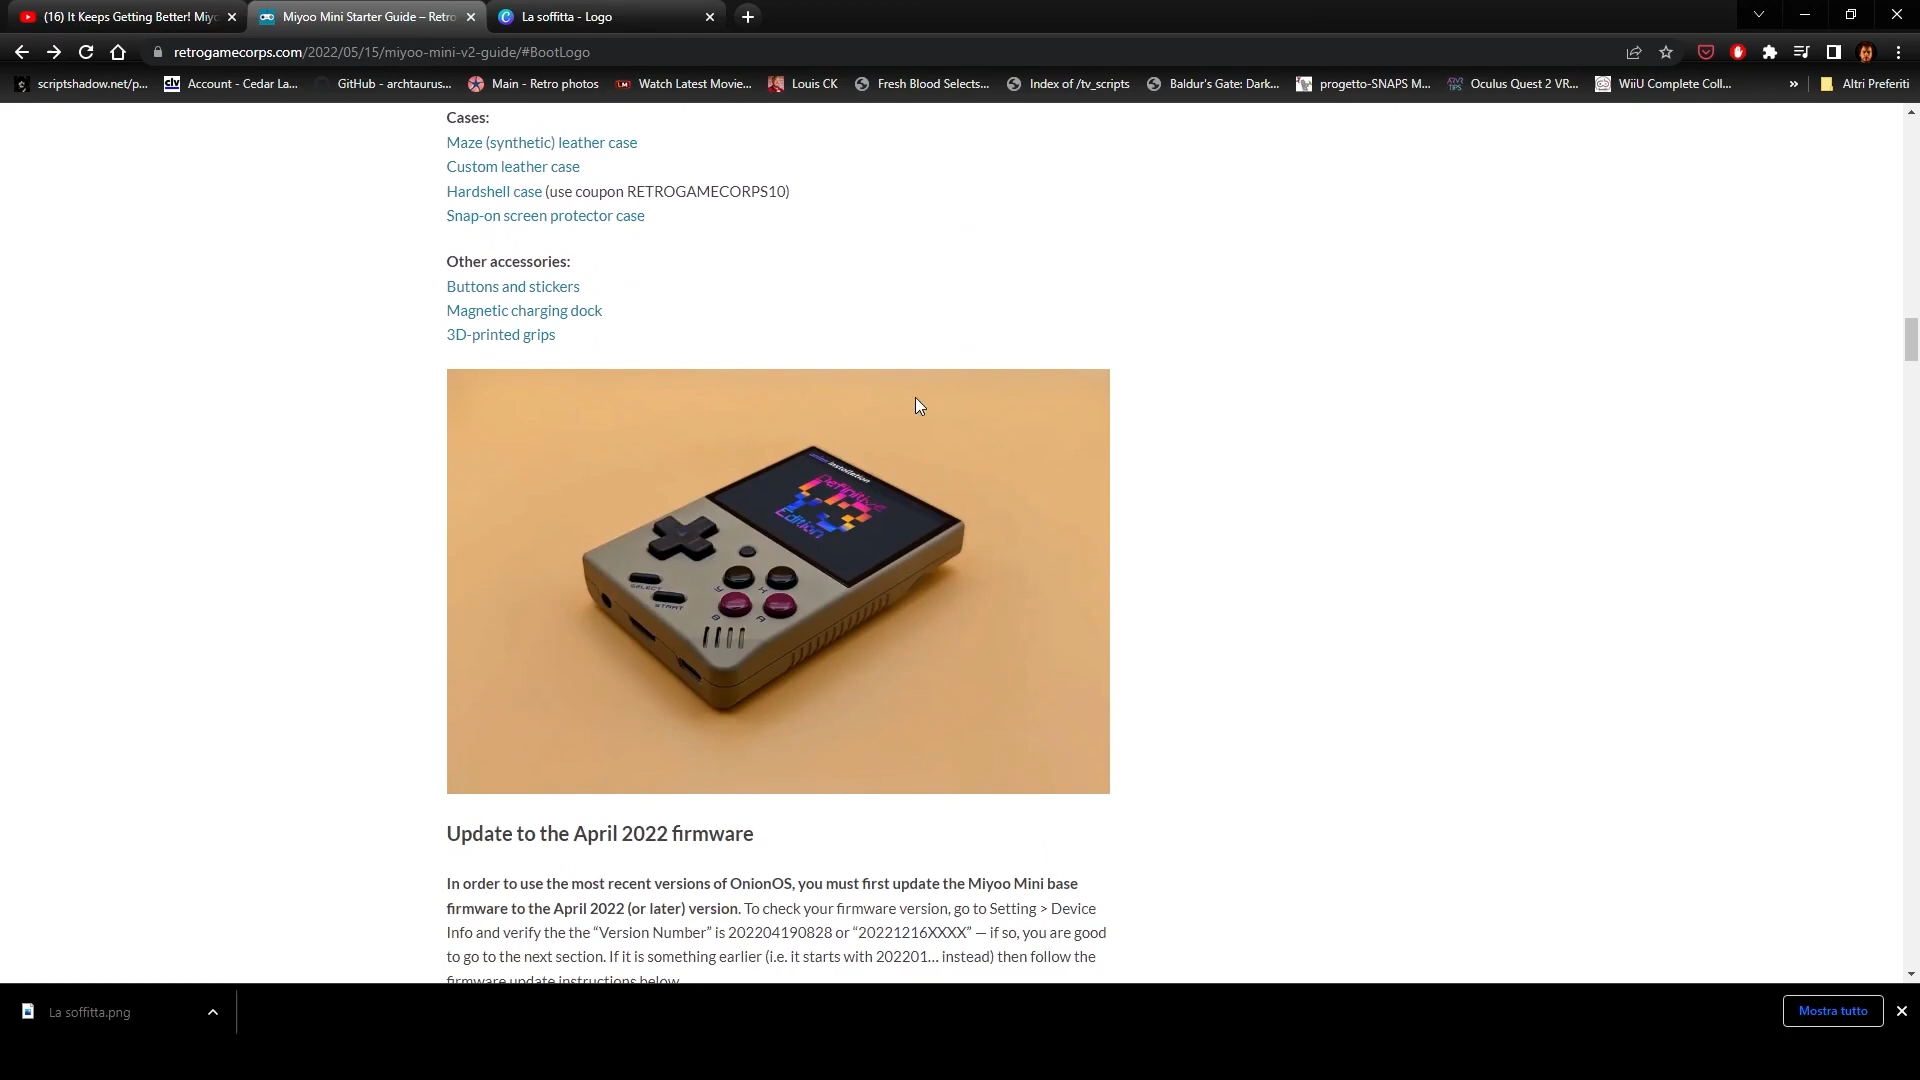 (16) It Keeps Getting Better! Miyo
Miyoo Mini Starter Guide – Retro
La soffitta - Logo
retrogamecorps.com/2022/05/15/miyoo-mini-v2-guide/#BootLogo
scriptshadow.net/p...
clv
Account - Cedar La...
GitHub - archtaurus...
Main - Retro photos
LM
Watch Latest Movie...
Louis CK
Fresh Blood Selects...
Index of /tv_scripts
Baldur's Gate: Dark...
progetto-SNAPS M...
Oculus Quest 2 VR...
WiiU Complete Coll...
»
Altri Preferiti
Cases:
Maze (synthetic) leather case
Custom leather case
Hardshell case (use coupon RETROGAMECORPS10)
Snap-on screen protector case
Other accessories:
Buttons and stickers
Magnetic charging dock
3D-printed grips
installation
Definitive
Edition
SELECT
START
Y
X
B
A
Update to the April 2022 firmware
In order to use the most recent versions of OnionOS, you must first update the Miyoo Mini base
firmware to the April 2022 (or later) version. To check your firmware version, go to Setting > Device
Info and verify the the “Version Number” is 202204190828 or “20221216XXXX” — if so, you are good
to go to the next section. If it is something earlier (i.e. it starts with 202201… instead) then follow the
firmware update instructions below.
La soffitta.png
Mostra tutto